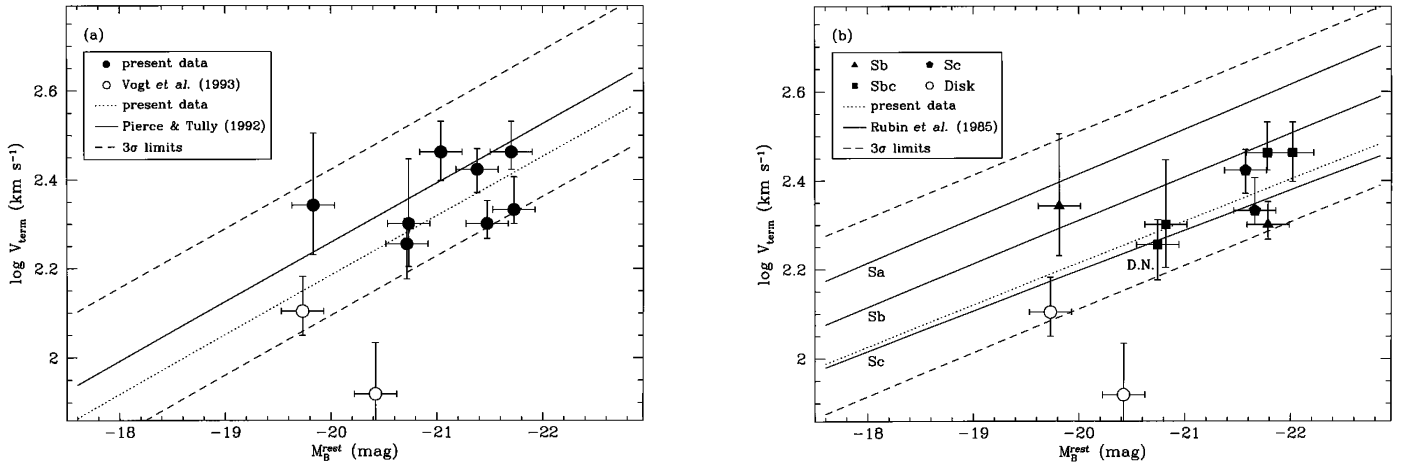 (a)
present data
Vogt et al. (1993)
present data
Pierce & Tully (1992)
3σ limits
2.6
2.4
2.2
2
log V_term (km s⁻¹)
−18 −19 −20 −21 −22
M_B^rest (mag)
(b)
Sb Sc
Sbc Disk
present data
Rubin et al. (1985)
3σ limits
2.6
2.4
2.2
2
log V_term (km s⁻¹)
Sa
Sb
Sc
D.N.
−18 −19 −20 −21 −22
M_B^rest (mag)